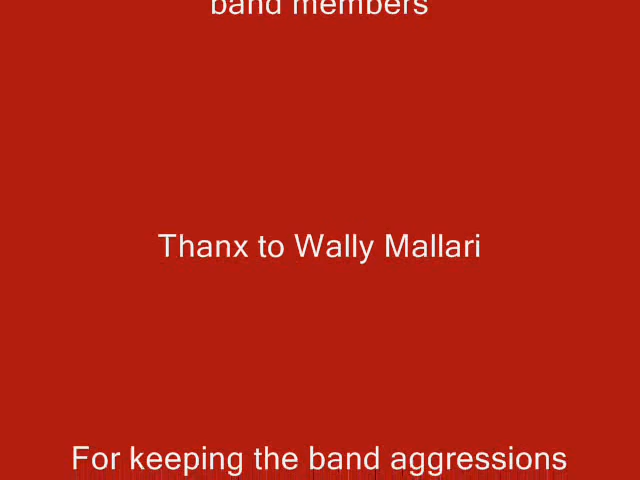 band members
Thanx to Wally Mallari
For keeping the band aggressions